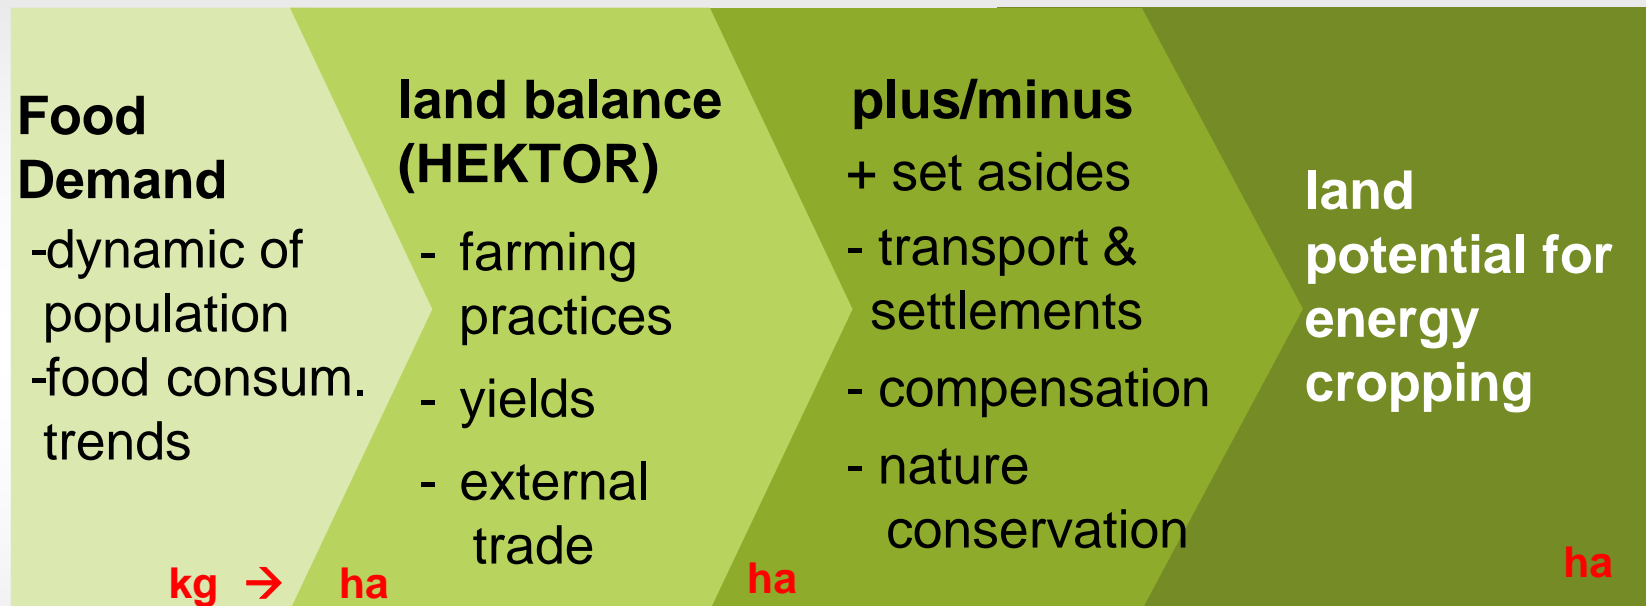 Food
Demand
-dynamic of
population
-food consum.
trends
land balance
(HEKTOR)
- farming
practices
- yields
- external
trade
plus/minus
+ set asides
- transport &
settlements
- compensation
- nature
conservation
land
potential for
energy
cropping
kg → ha
ha
ha